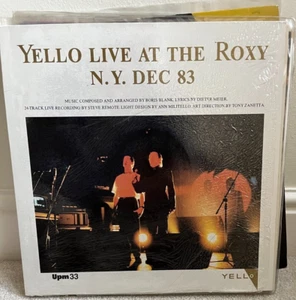 YELLO LIVE AT THE ROXY
N.Y. DEC 83
MUSIC COMPOSED AND ARRANGED BY BORIS BLANK. LYRICS BY DIETER MEIER.
24-TRACK LIVE RECORDING BY STEVE REMOTE. LIGHT DESIGN BY ANN MILITELLO. ART DIRECTION BY TONY ZANETTA.
Upm33
YELLO